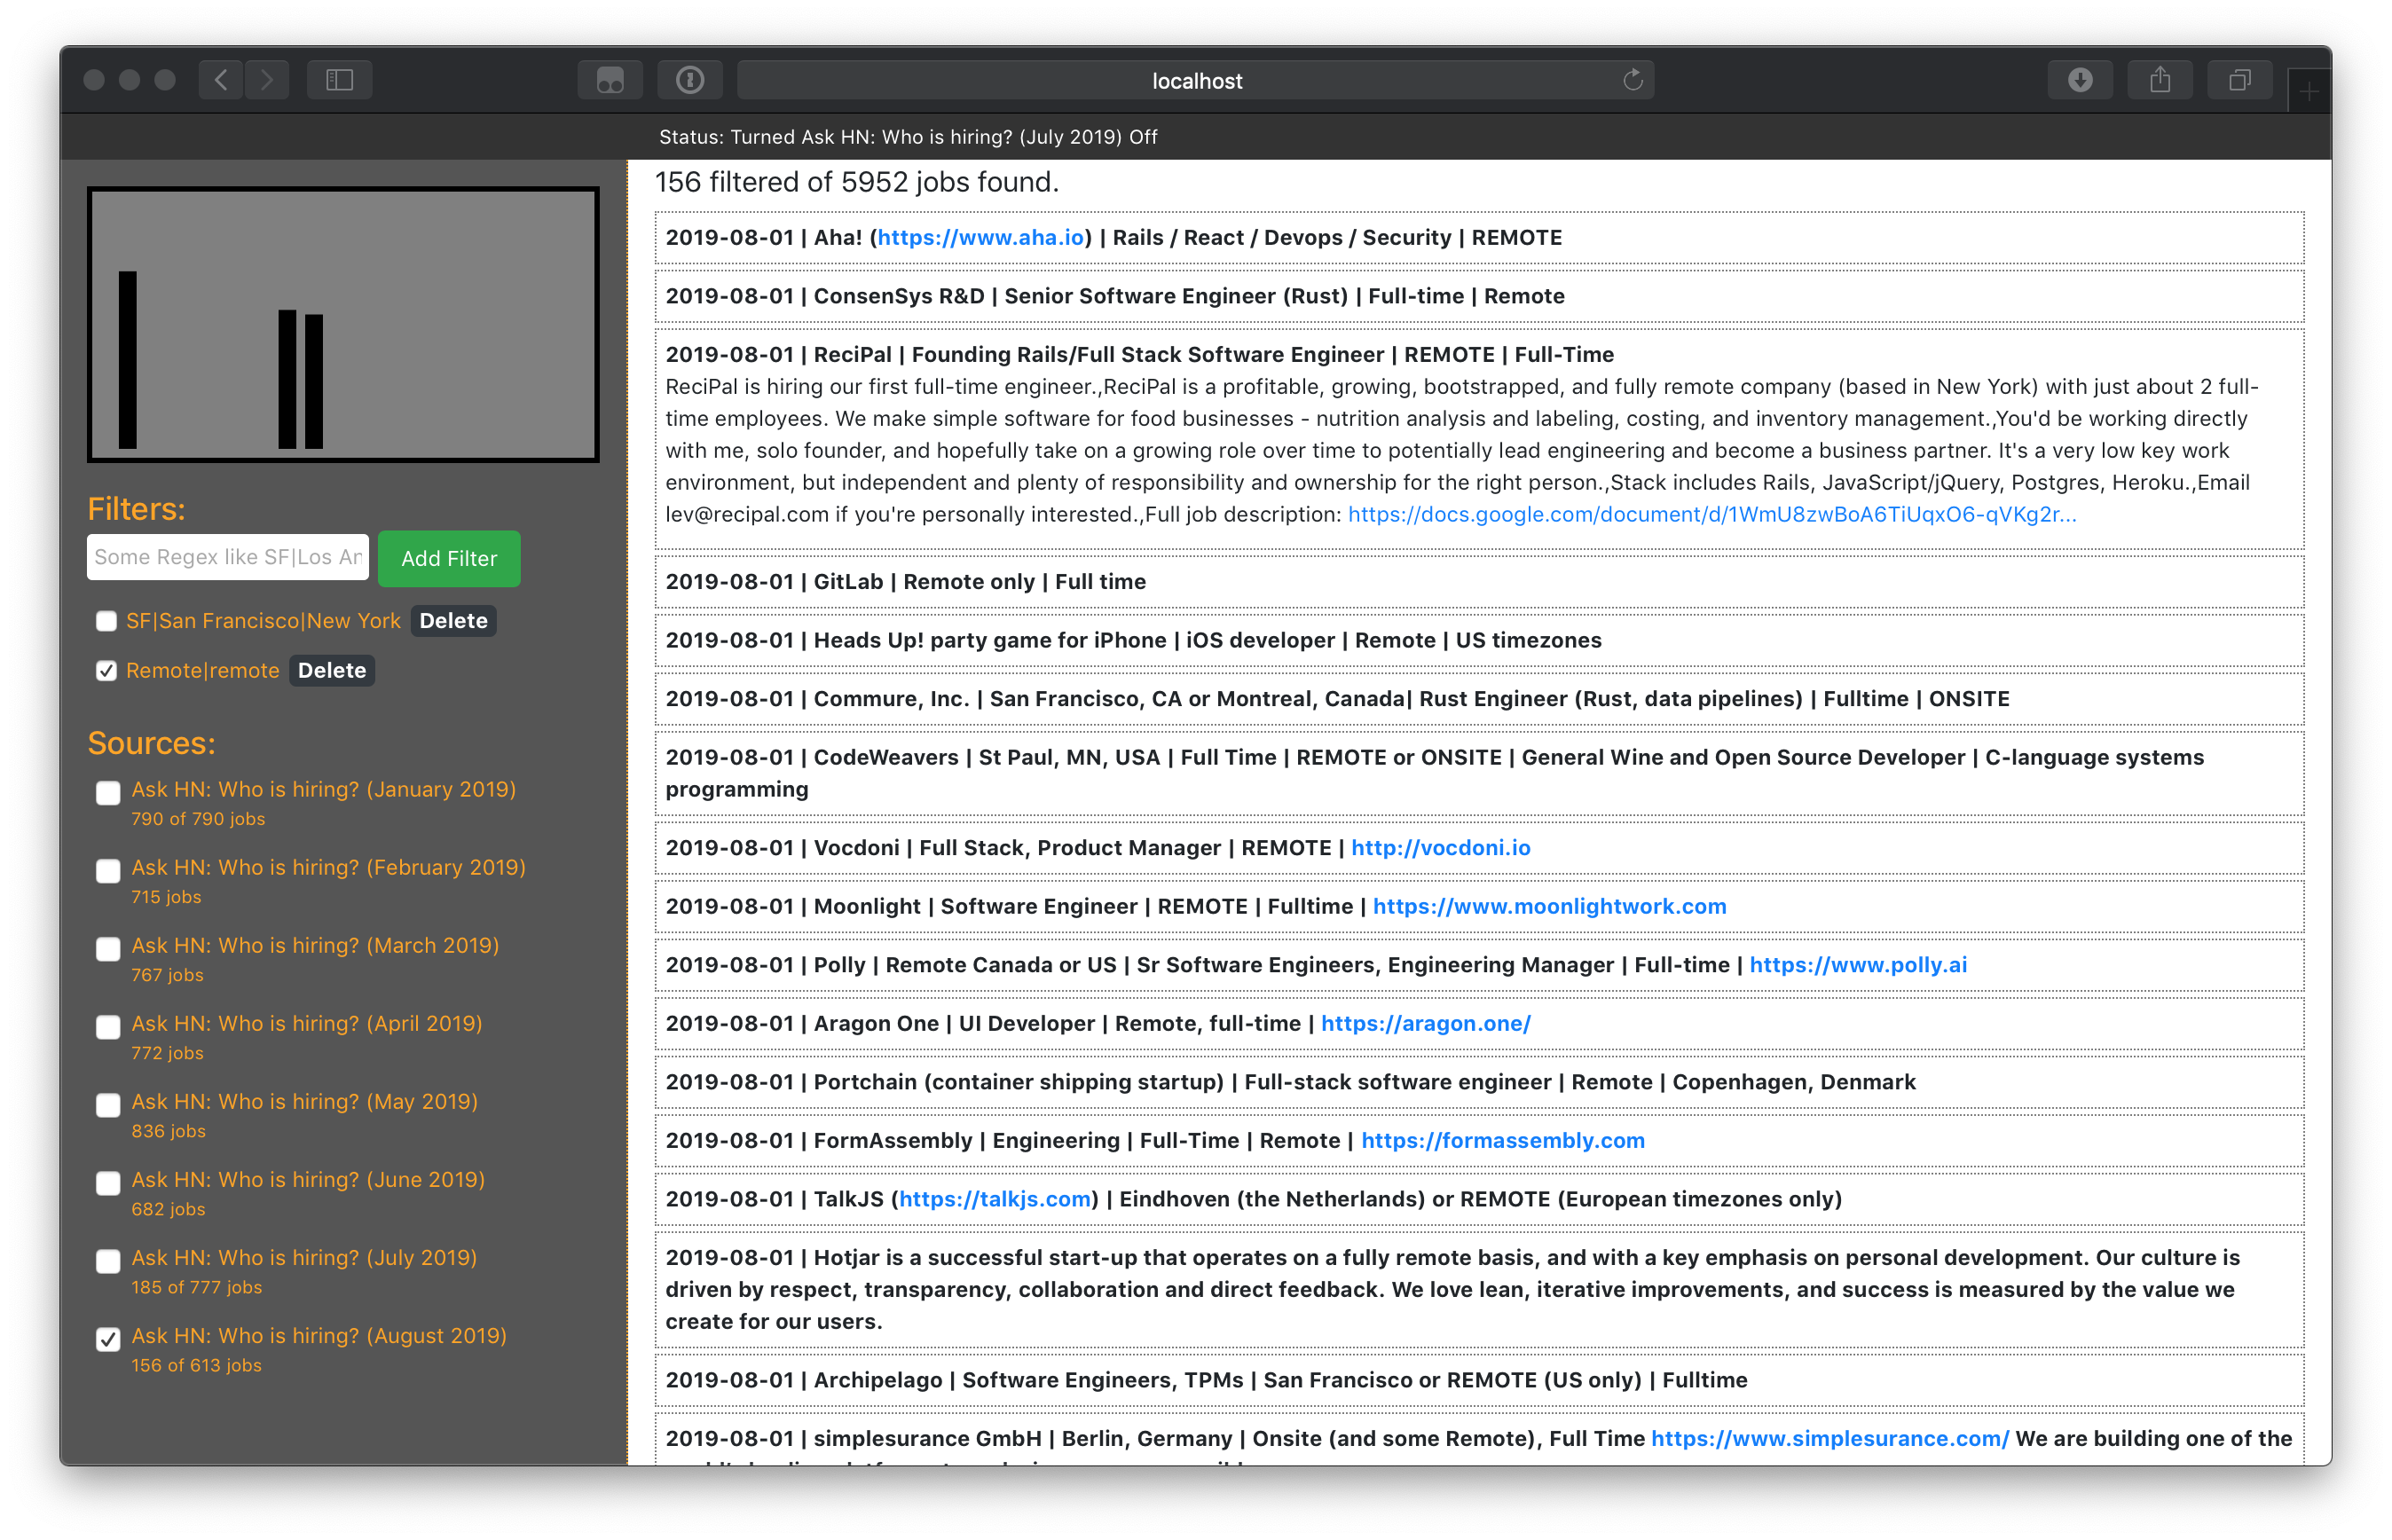 localhost
Status: Turned Ask HN: Who is hiring? (July 2019) Off
Filters:
Some Regex like SF|Los An
Add Filter
SF|San Francisco|New York Delete
Remote|remote Delete
Sources:
Ask HN: Who is hiring? (January 2019)
790 of 790 jobs
Ask HN: Who is hiring? (February 2019)
715 jobs
Ask HN: Who is hiring? (March 2019)
767 jobs
Ask HN: Who is hiring? (April 2019)
772 jobs
Ask HN: Who is hiring? (May 2019)
836 jobs
Ask HN: Who is hiring? (June 2019)
682 jobs
Ask HN: Who is hiring? (July 2019)
185 of 777 jobs
Ask HN: Who is hiring? (August 2019)
156 of 613 jobs
156 filtered of 5952 jobs found.
2019-08-01 | Aha! (https://www.aha.io) | Rails / React / Devops / Security | REMOTE
2019-08-01 | ConsenSys R&D | Senior Software Engineer (Rust) | Full-time | Remote
2019-08-01 | ReciPal | Founding Rails/Full Stack Software Engineer | REMOTE | Full-Time
ReciPal is hiring our first full-time engineer.,ReciPal is a profitable, growing, bootstrapped, and fully remote company (based in New York) with just about 2 full-
time employees. We make simple software for food businesses - nutrition analysis and labeling, costing, and inventory management.,You'd be working directly
with me, solo founder, and hopefully take on a growing role over time to potentially lead engineering and become a business partner. It's a very low key work
environment, but independent and plenty of responsibility and ownership for the right person.,Stack includes Rails, JavaScript/jQuery, Postgres, Heroku.,Email
lev@recipal.com if you're personally interested.,Full job description: https://docs.google.com/document/d/1WmU8zwBoA6TiUqxO6-qVKg2r...
2019-08-01 | GitLab | Remote only | Full time
2019-08-01 | Heads Up! party game for iPhone | iOS developer | Remote | US timezones
2019-08-01 | Commure, Inc. | San Francisco, CA or Montreal, Canada| Rust Engineer (Rust, data pipelines) | Fulltime | ONSITE
2019-08-01 | CodeWeavers | St Paul, MN, USA | Full Time | REMOTE or ONSITE | General Wine and Open Source Developer | C-language systems
programming
2019-08-01 | Vocdoni | Full Stack, Product Manager | REMOTE | http://vocdoni.io
2019-08-01 | Moonlight | Software Engineer | REMOTE | Fulltime | https://www.moonlightwork.com
2019-08-01 | Polly | Remote Canada or US | Sr Software Engineers, Engineering Manager | Full-time | https://www.polly.ai
2019-08-01 | Aragon One | UI Developer | Remote, full-time | https://aragon.one/
2019-08-01 | Portchain (container shipping startup) | Full-stack software engineer | Remote | Copenhagen, Denmark
2019-08-01 | FormAssembly | Engineering | Full-Time | Remote | https://formassembly.com
2019-08-01 | TalkJS (https://talkjs.com) | Eindhoven (the Netherlands) or REMOTE (European timezones only)
2019-08-01 | Hotjar is a successful start-up that operates on a fully remote basis, and with a key emphasis on personal development. Our culture is
driven by respect, transparency, collaboration and direct feedback. We love lean, iterative improvements, and success is measured by the value we
create for our users.
2019-08-01 | Archipelago | Software Engineers, TPMs | San Francisco or REMOTE (US only) | Fulltime
2019-08-01 | simplesurance GmbH | Berlin, Germany | Onsite (and some Remote), Full Time https://www.simplesurance.com/ We are building one of the